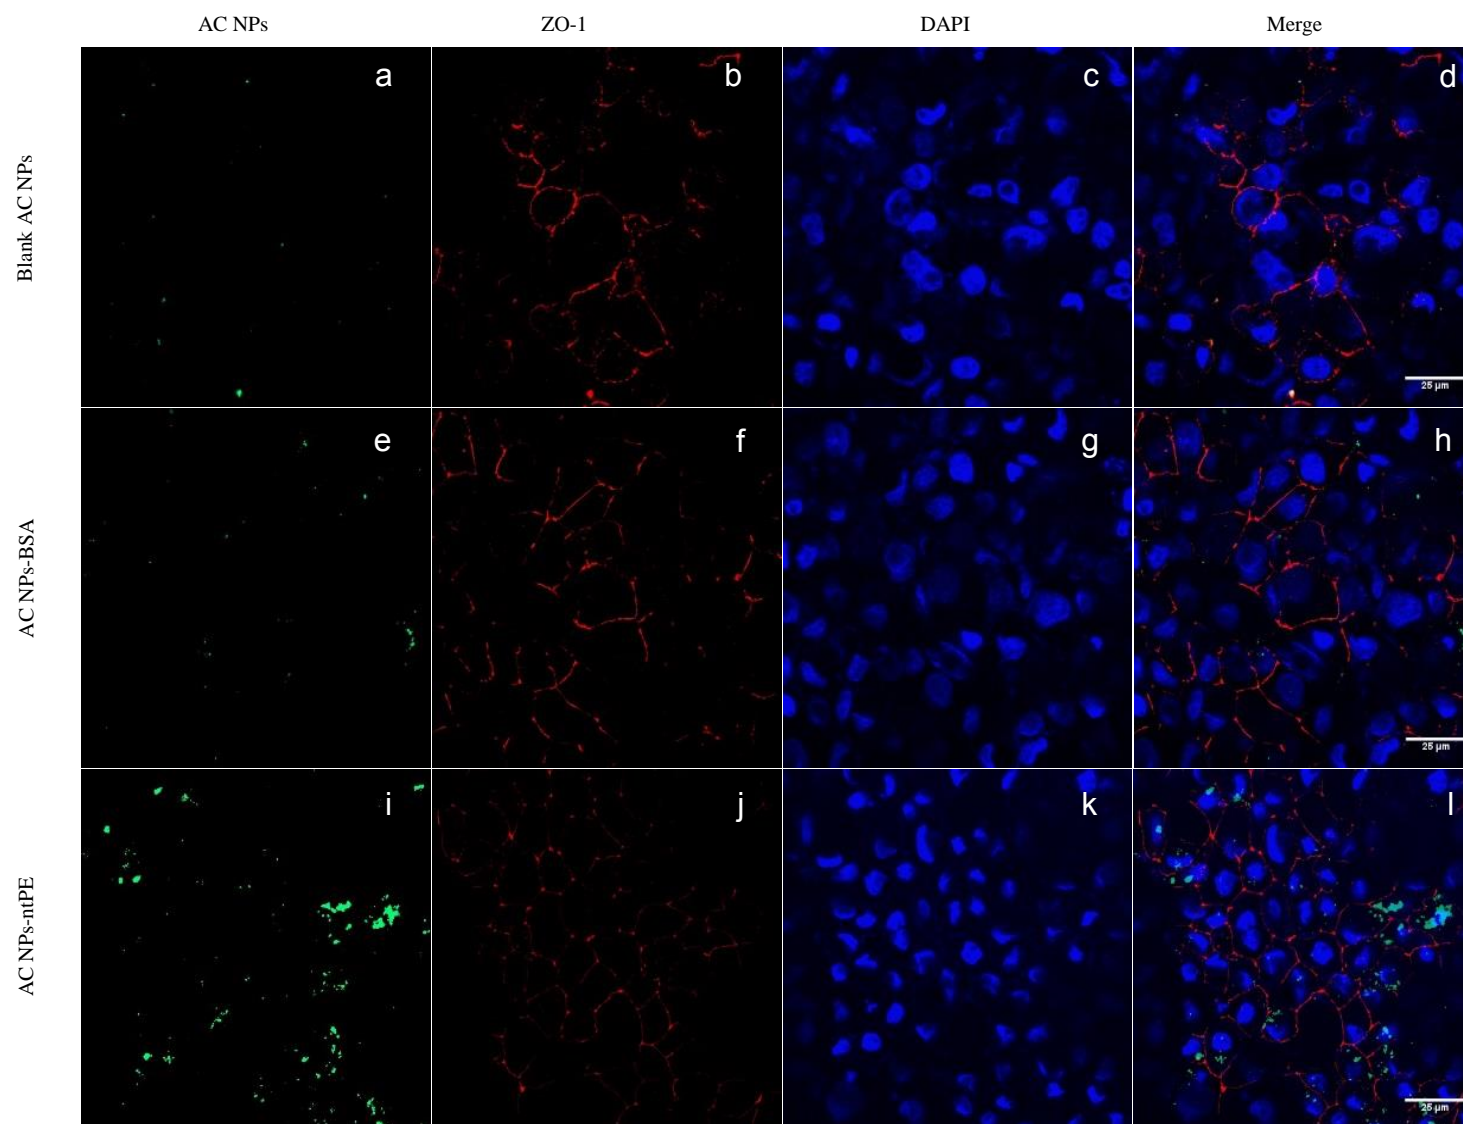 AC NPs
ZO-1
DAPI
Merge
Blank AC NPs
a
b
c
d
25 µm
AC NPs-BSA
e
f
g
h
25 µm
AC NPs-ntPE
i
j
k
l
25 µm